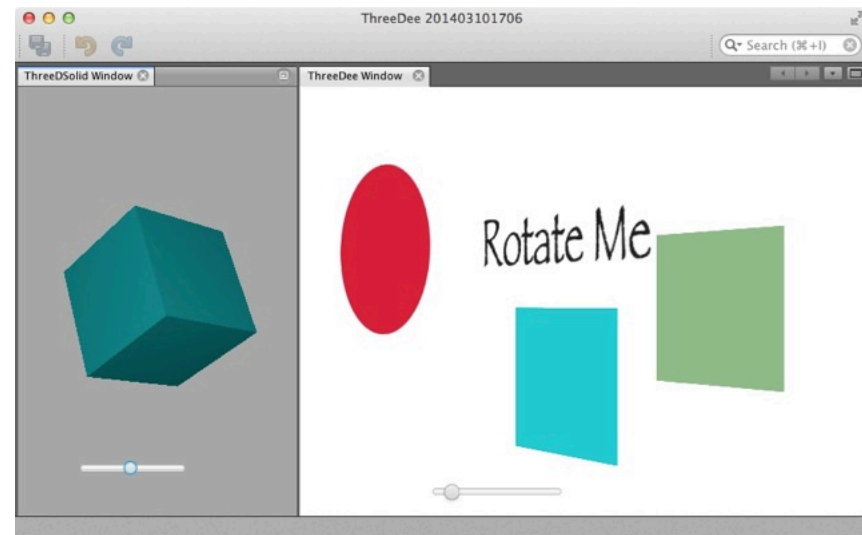 ThreeDee 201403101706
Search (⌘+I)
ThreeDSolid Window
ThreeDee Window
Rotate Me